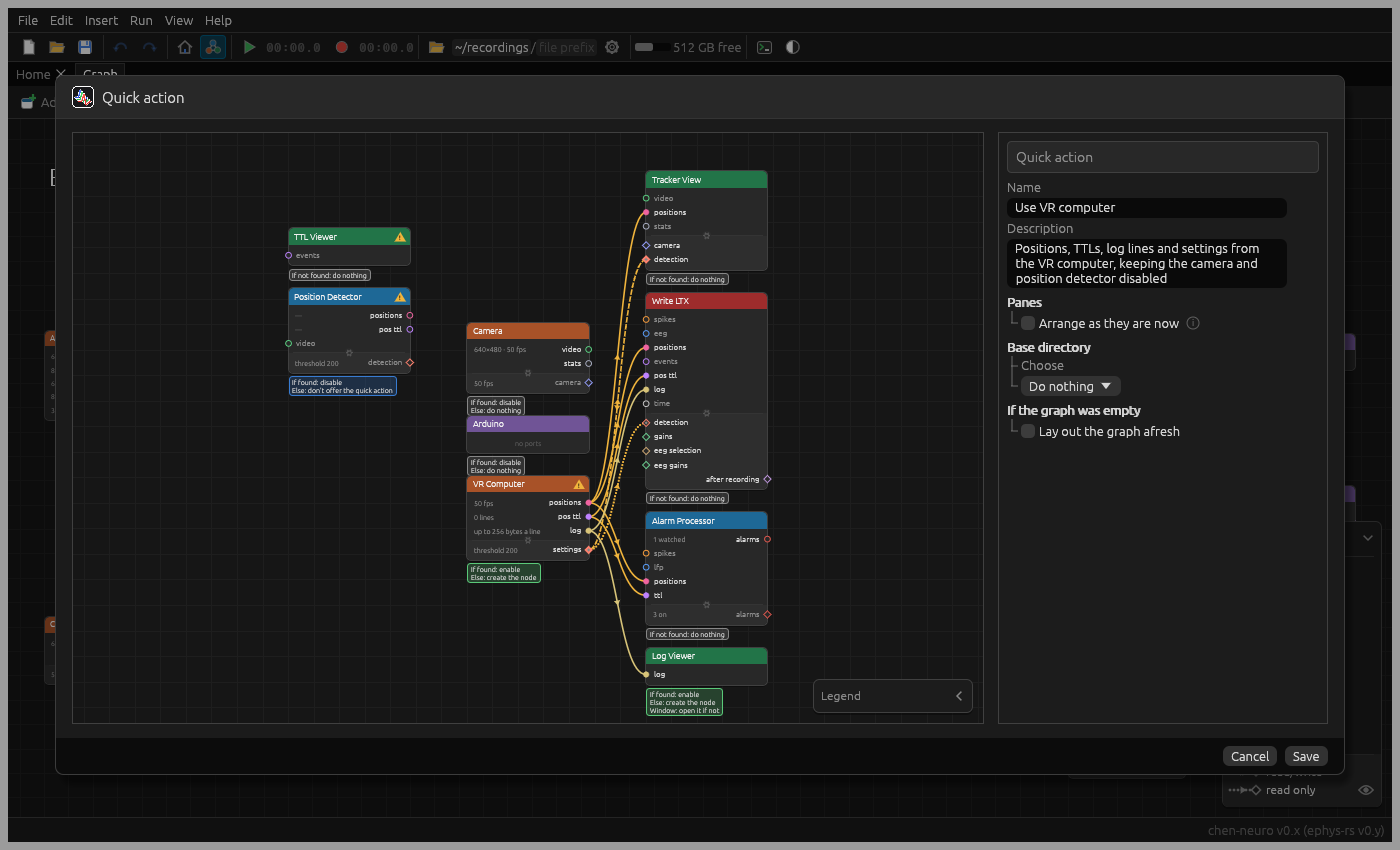 File Edit Insert Run View Help
00:00.0 00:00.0 ~/recordings/file prefix 512 GB free
Home Graph
Quick action
TTL Viewer
events
If not found: do nothing
Position Detector
positions
pos ttl
video
threshold 200 detection
If found: disable
Else: don't offer the quick action
Camera
640×480 · 50 fps video
stats
50 fps camera
If found: disable
Else: do nothing
Arduino
no ports
If found: disable
Else: do nothing
VR Computer
50 fps positions
0 lines pos ttl
up to 256 bytes a line log
threshold 200 settings
If found: enable
Else: create the node
Tracker View
video
positions
stats
camera
detection
If not found: do nothing
Write LTX
spikes
eeg
positions
events
pos ttl
log
time
detection
gains
eeg selection
eeg gains
after recording
If not found: do nothing
Alarm Processor
1 watched alarms
spikes
lfp
positions
ttl
3 on alarms
If not found: do nothing
Log Viewer
log
If found: enable
Else: create the node
Window: open it if not
Legend
Quick action
Name
Use VR computer
Description
Positions, TTLs, log lines and settings from
the VR computer, keeping the camera and
position detector disabled
Panes
Arrange as they are now
Base directory
Choose
Do nothing
If the graph was empty
Lay out the graph afresh
Cancel Save
read only
chen-neuro v0.x (ephys-rs v0.y)